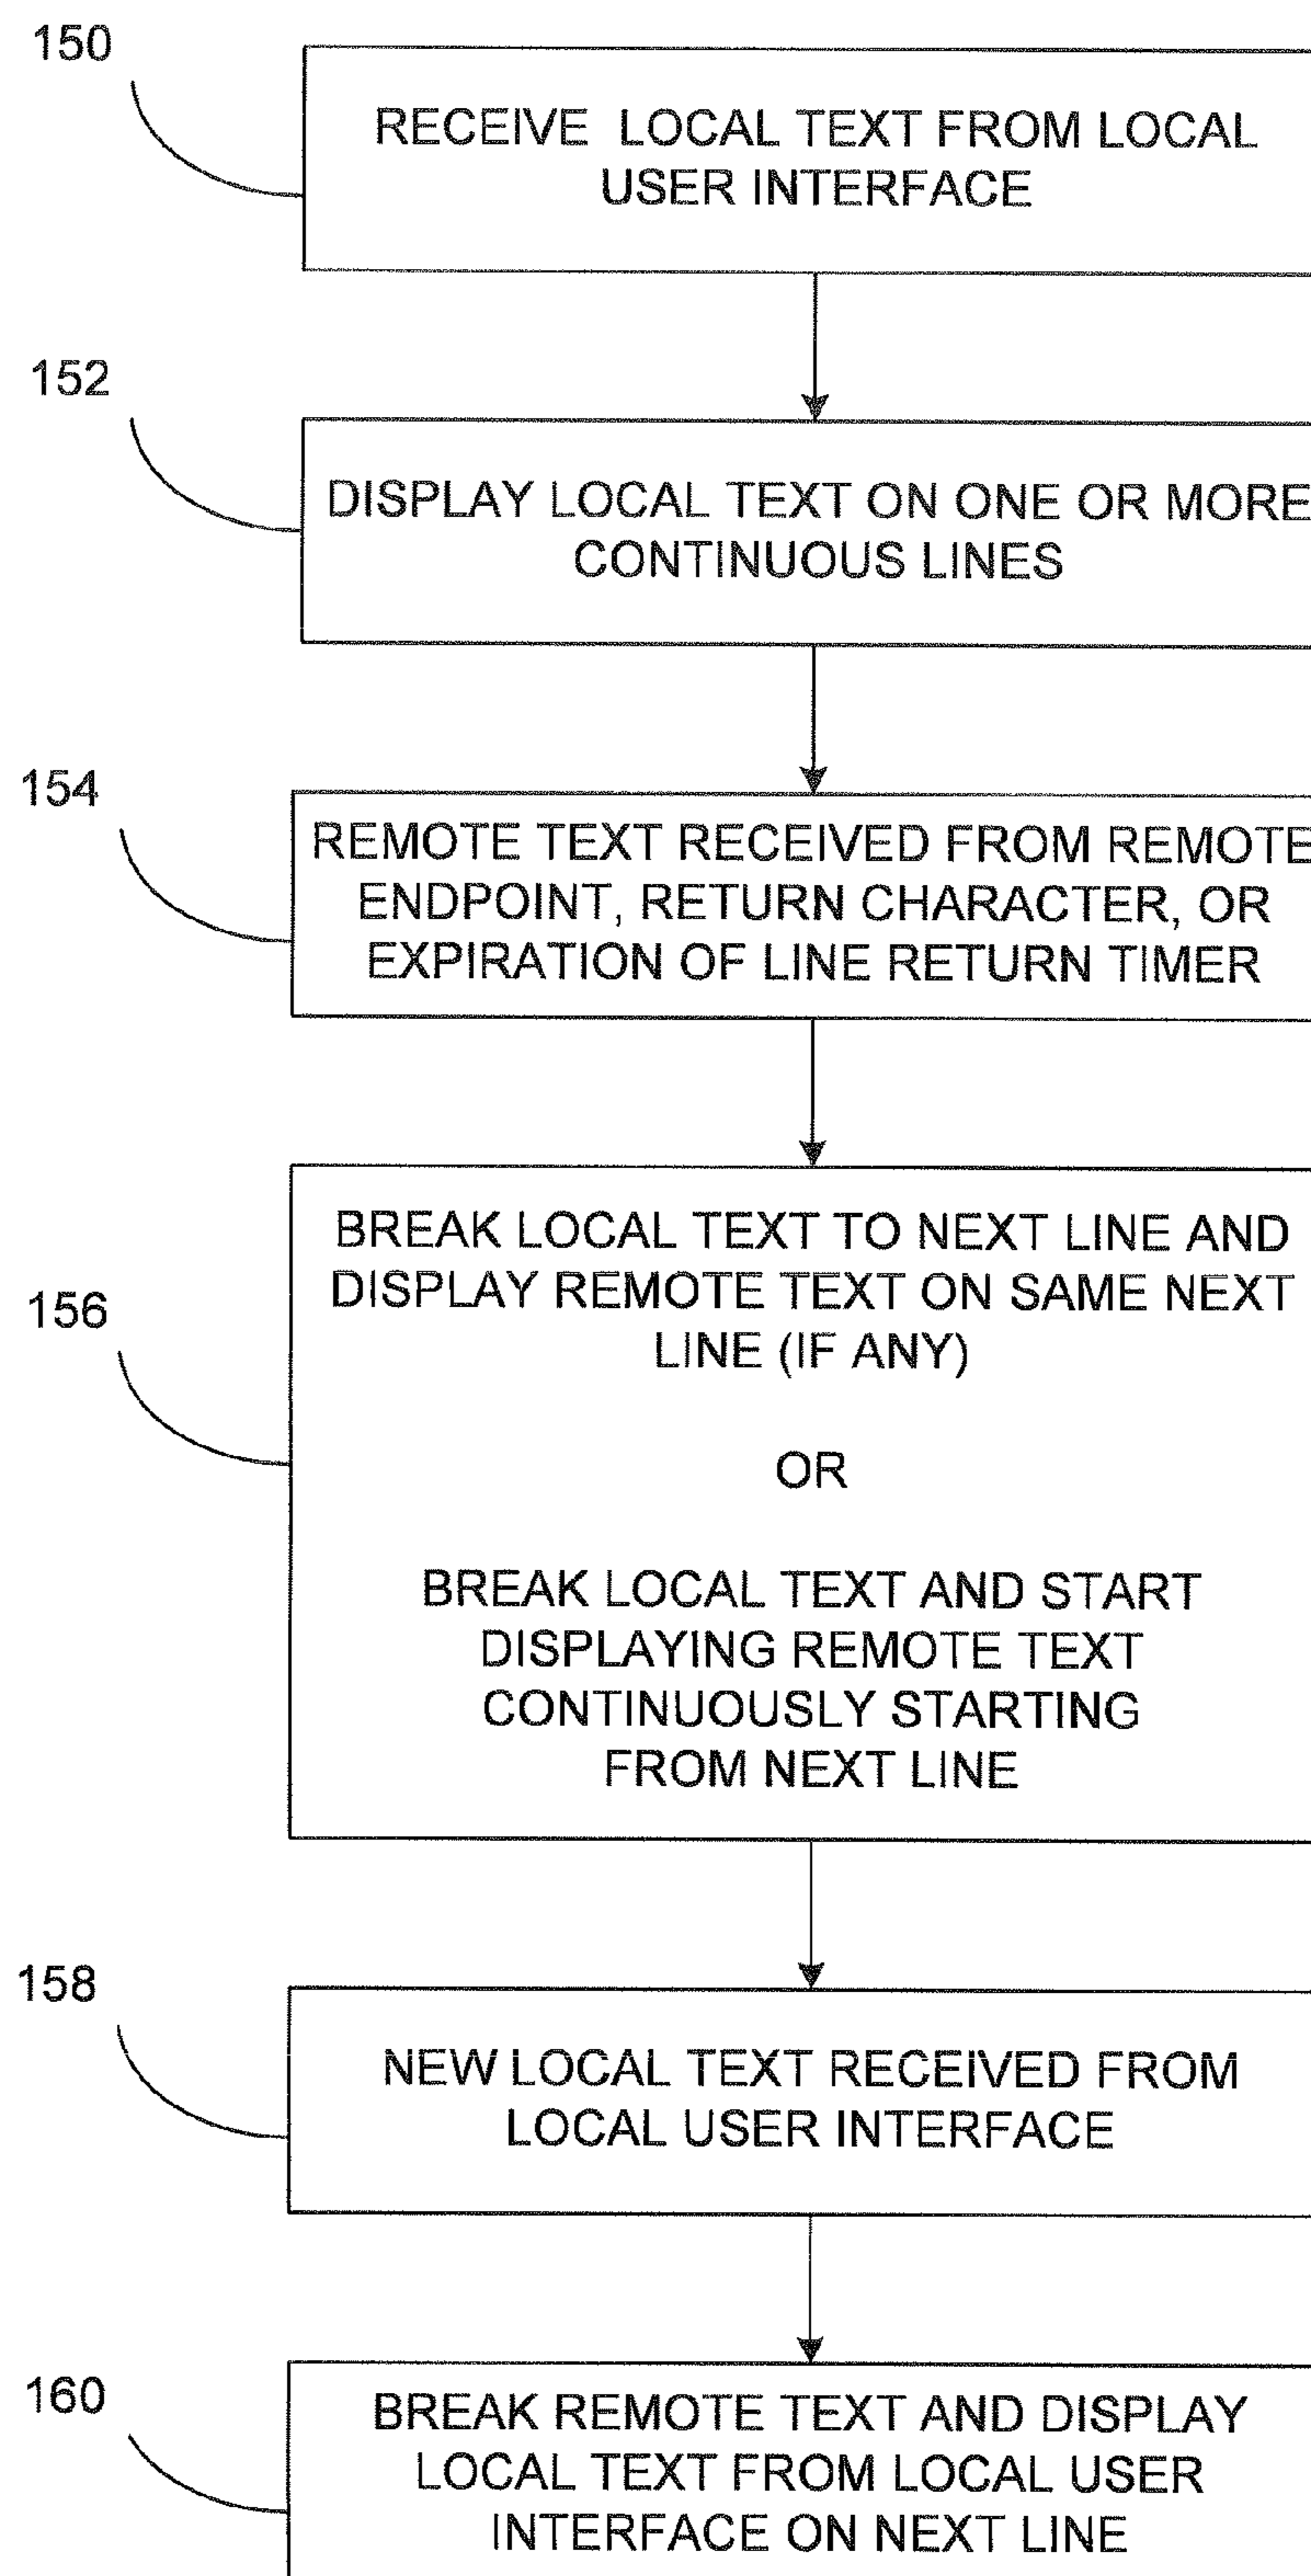 150
RECEIVE LOCAL TEXT FROM LOCAL
USER INTERFACE
152
DISPLAY LOCAL TEXT ON ONE OR MORE
CONTINUOUS LINES
154
REMOTE TEXT RECEIVED FROM REMOTE
ENDPOINT, RETURN CHARACTER, OR
EXPIRATION OF LINE RETURN TIMER
156
BREAK LOCAL TEXT TO NEXT LINE AND
DISPLAY REMOTE TEXT ON SAME NEXT
LINE (IF ANY)
OR
BREAK LOCAL TEXT AND START
DISPLAYING REMOTE TEXT
CONTINUOUSLY STARTING
FROM NEXT LINE
158
NEW LOCAL TEXT RECEIVED FROM
LOCAL USER INTERFACE
160
BREAK REMOTE TEXT AND DISPLAY
LOCAL TEXT FROM LOCAL USER
INTERFACE ON NEXT LINE